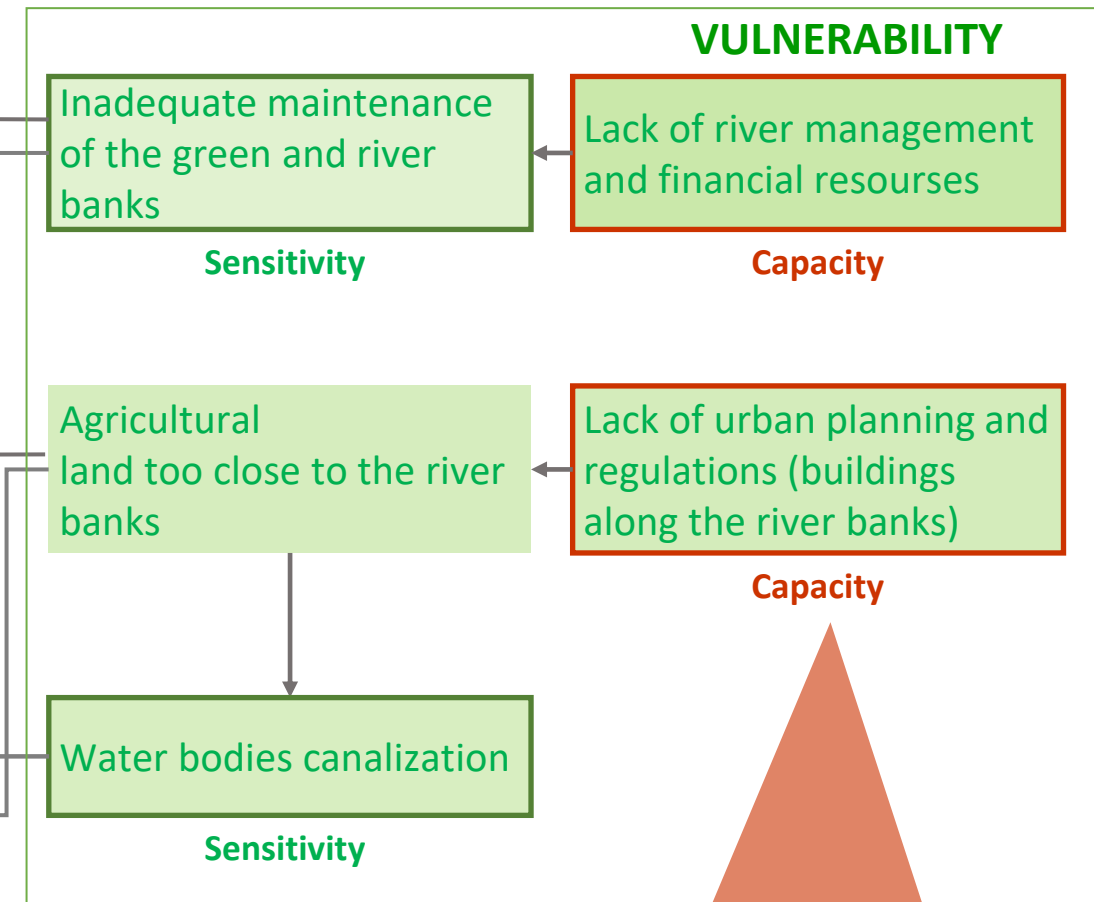 VULNERABILITY
Inadequate maintenance
of the green and river
banks
Sensitivity
Lack of river management
and financial resourses
Capacity
Agricultural
land too close to the river
banks
Lack of urban planning and
regulations (buildings
along the river banks)
Capacity
Water bodies canalization
Sensitivity